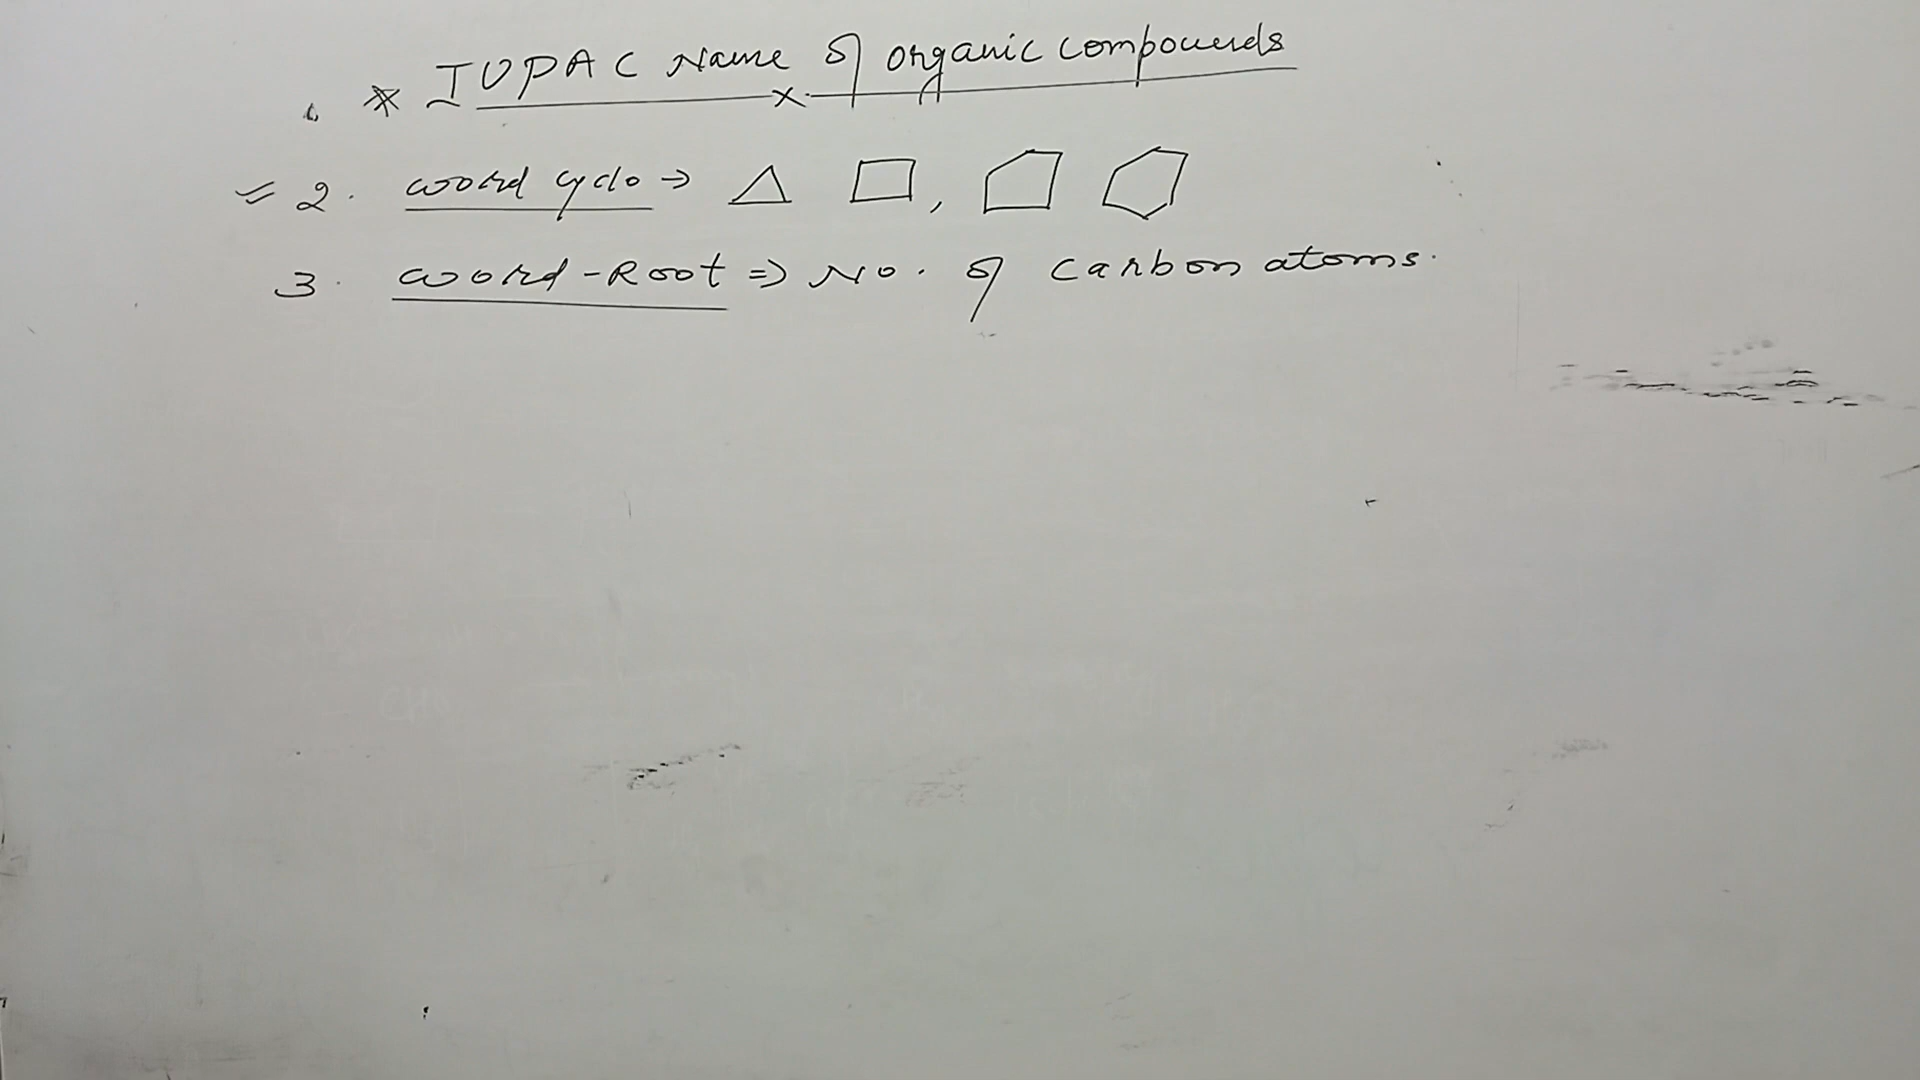 * IUPAC Name of organic compounds
2. word cyclo →
3. word-Root ⇒ No. of carbon atoms.